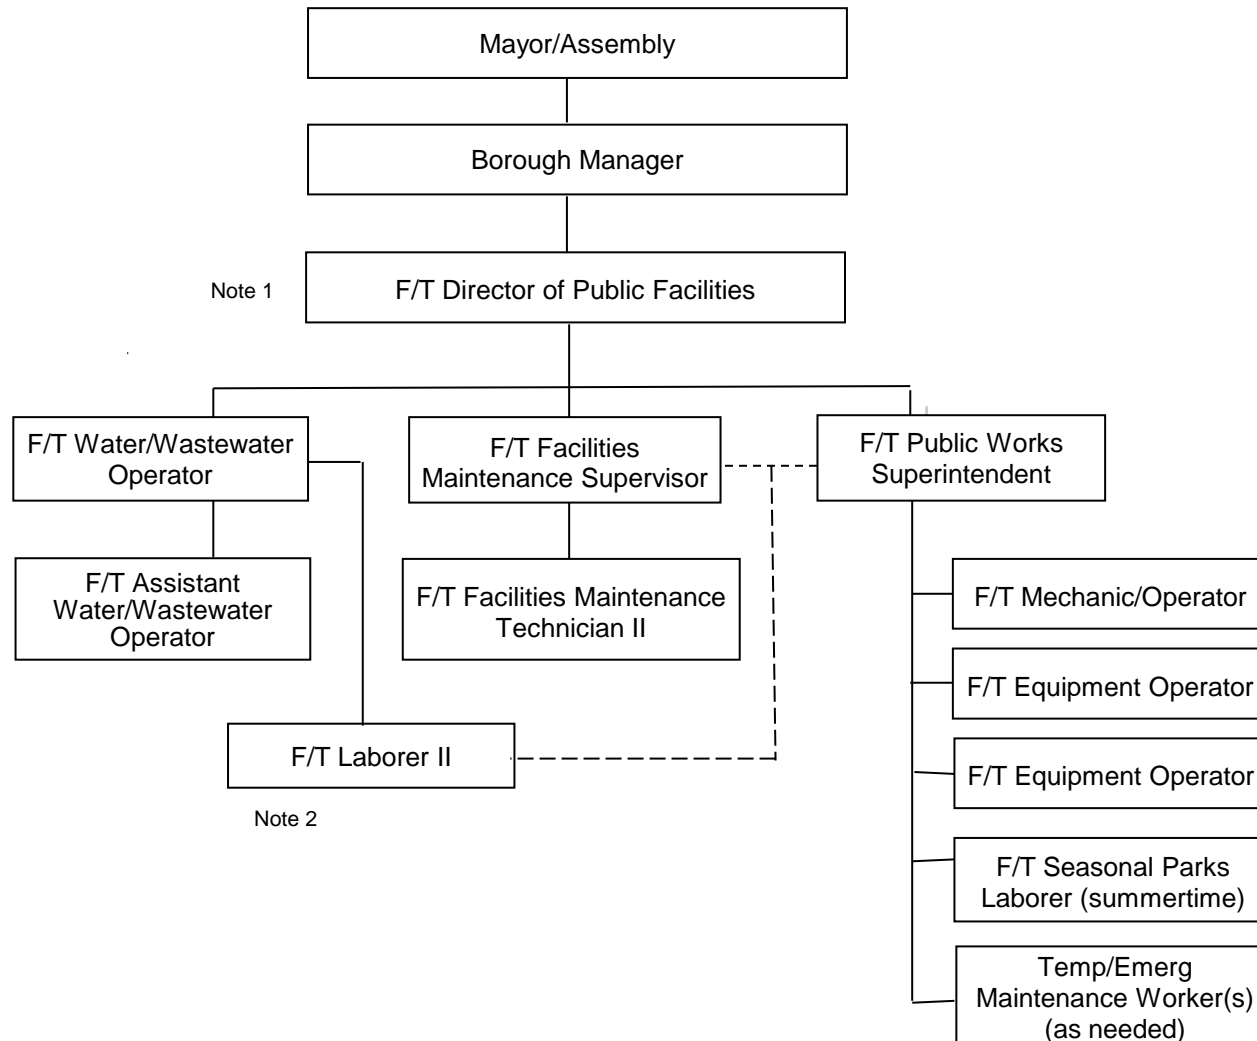 Mayor/Assembly
Borough Manager
Note 1
F/T Director of Public Facilities
F/T Water/Wastewater
Operator
F/T Facilities
Maintenance Supervisor
F/T Public Works
Superintendent
F/T Assistant
Water/Wastewater
Operator
F/T Facilities Maintenance
Technician II
F/T Mechanic/Operator
F/T Equipment Operator
F/T Laborer II
Note 2
F/T Equipment Operator
F/T Seasonal Parks
Laborer (summertime)
Temp/Emerg
Maintenance Worker(s)
(as needed)